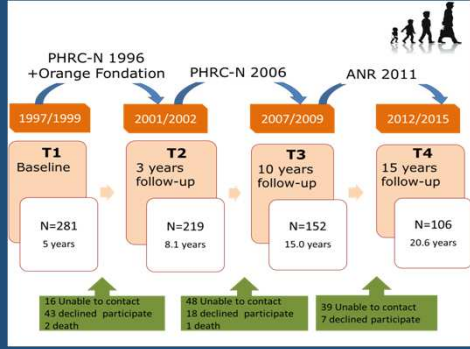 PHRC-N 1996
+Orange Fondation
PHRC-N 2006
ANR 2011
1997/1999
2001/2002
2007/2009
2012/2015
T1
Baseline
N=281
5 years
T2
3 years
follow-up
N=219
8.1 years
T3
10 years
follow-up
N=152
15.0 years
T4
15 years
follow-up
N=106
20.6 years
16 Unable to contact
43 declined participate
2 death
48 Unable to contact
18 declined participate
1 death
39 Unable to contact
7 declined participate